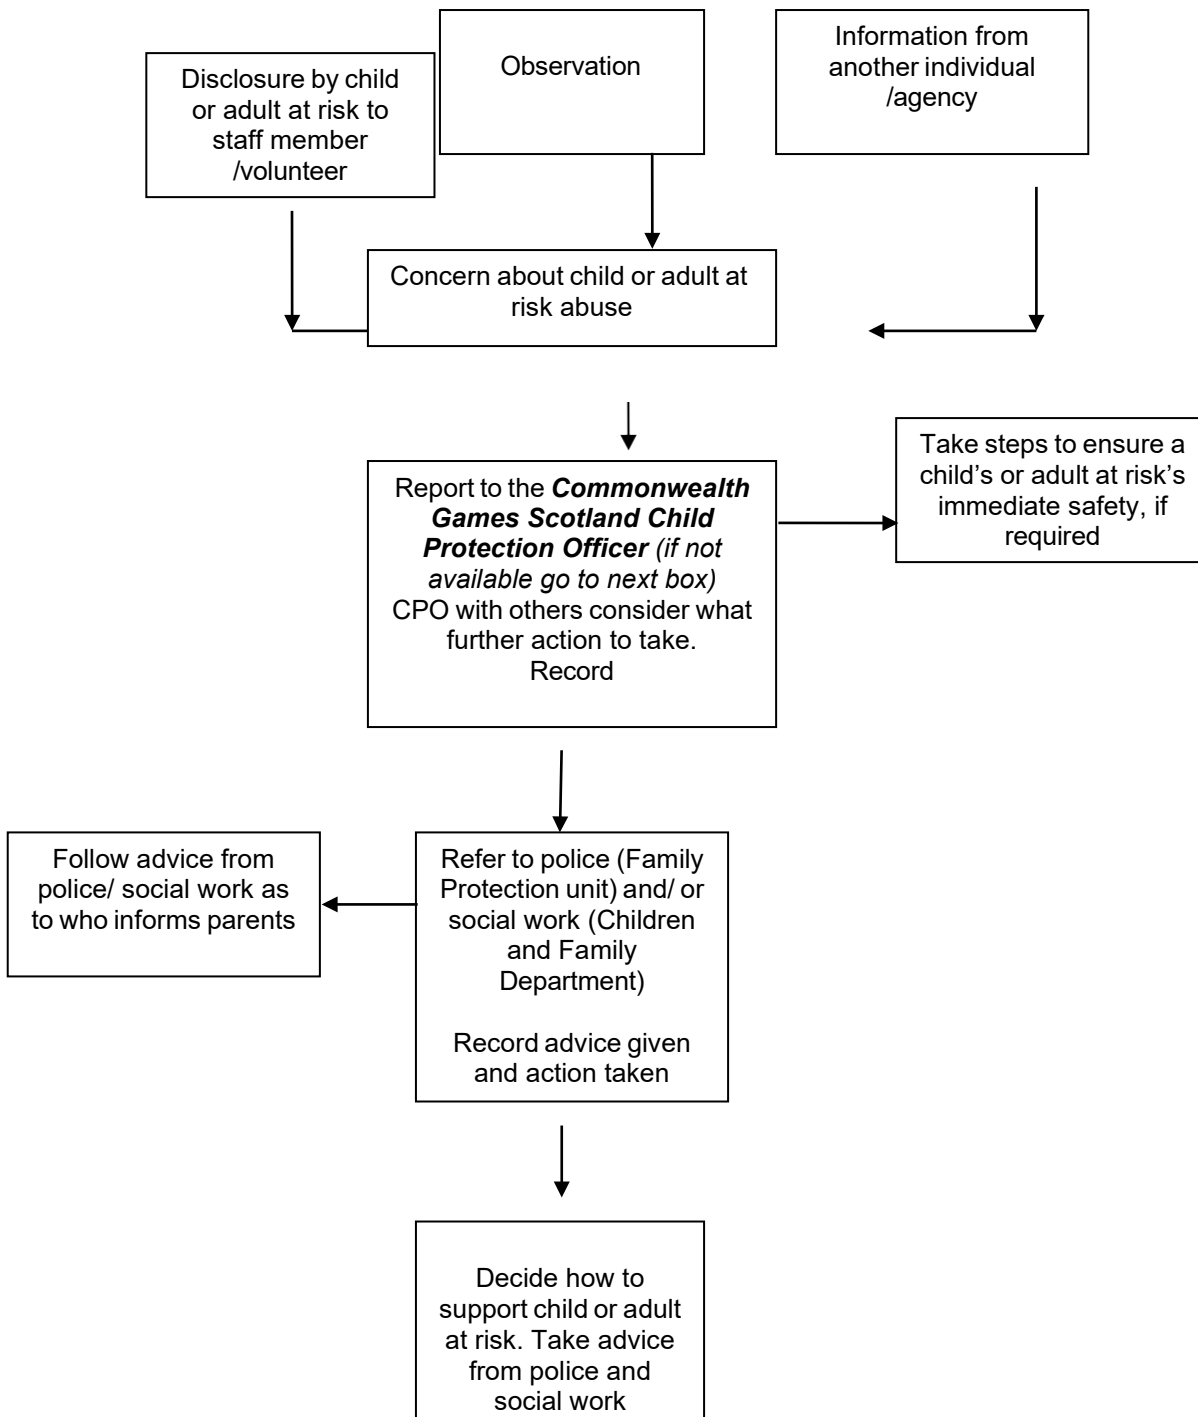 Disclosure by child
or adult at risk to
staff member
/volunteer
Observation
Information from
another individual
/agency
Concern about child or adult at
risk abuse
Report to the Commonwealth
Games Scotland Child
Protection Officer (if not
available go to next box)
CPO with others consider what
further action to take.
Record
Take steps to ensure a
child’s or adult at risk’s
immediate safety, if
required
Follow advice from
police/ social work as
to who informs parents
Refer to police (Family
Protection unit) and/ or
social work (Children
and Family
Department)
Record advice given
and action taken
Decide how to
support child or adult
at risk. Take advice
from police and
social work